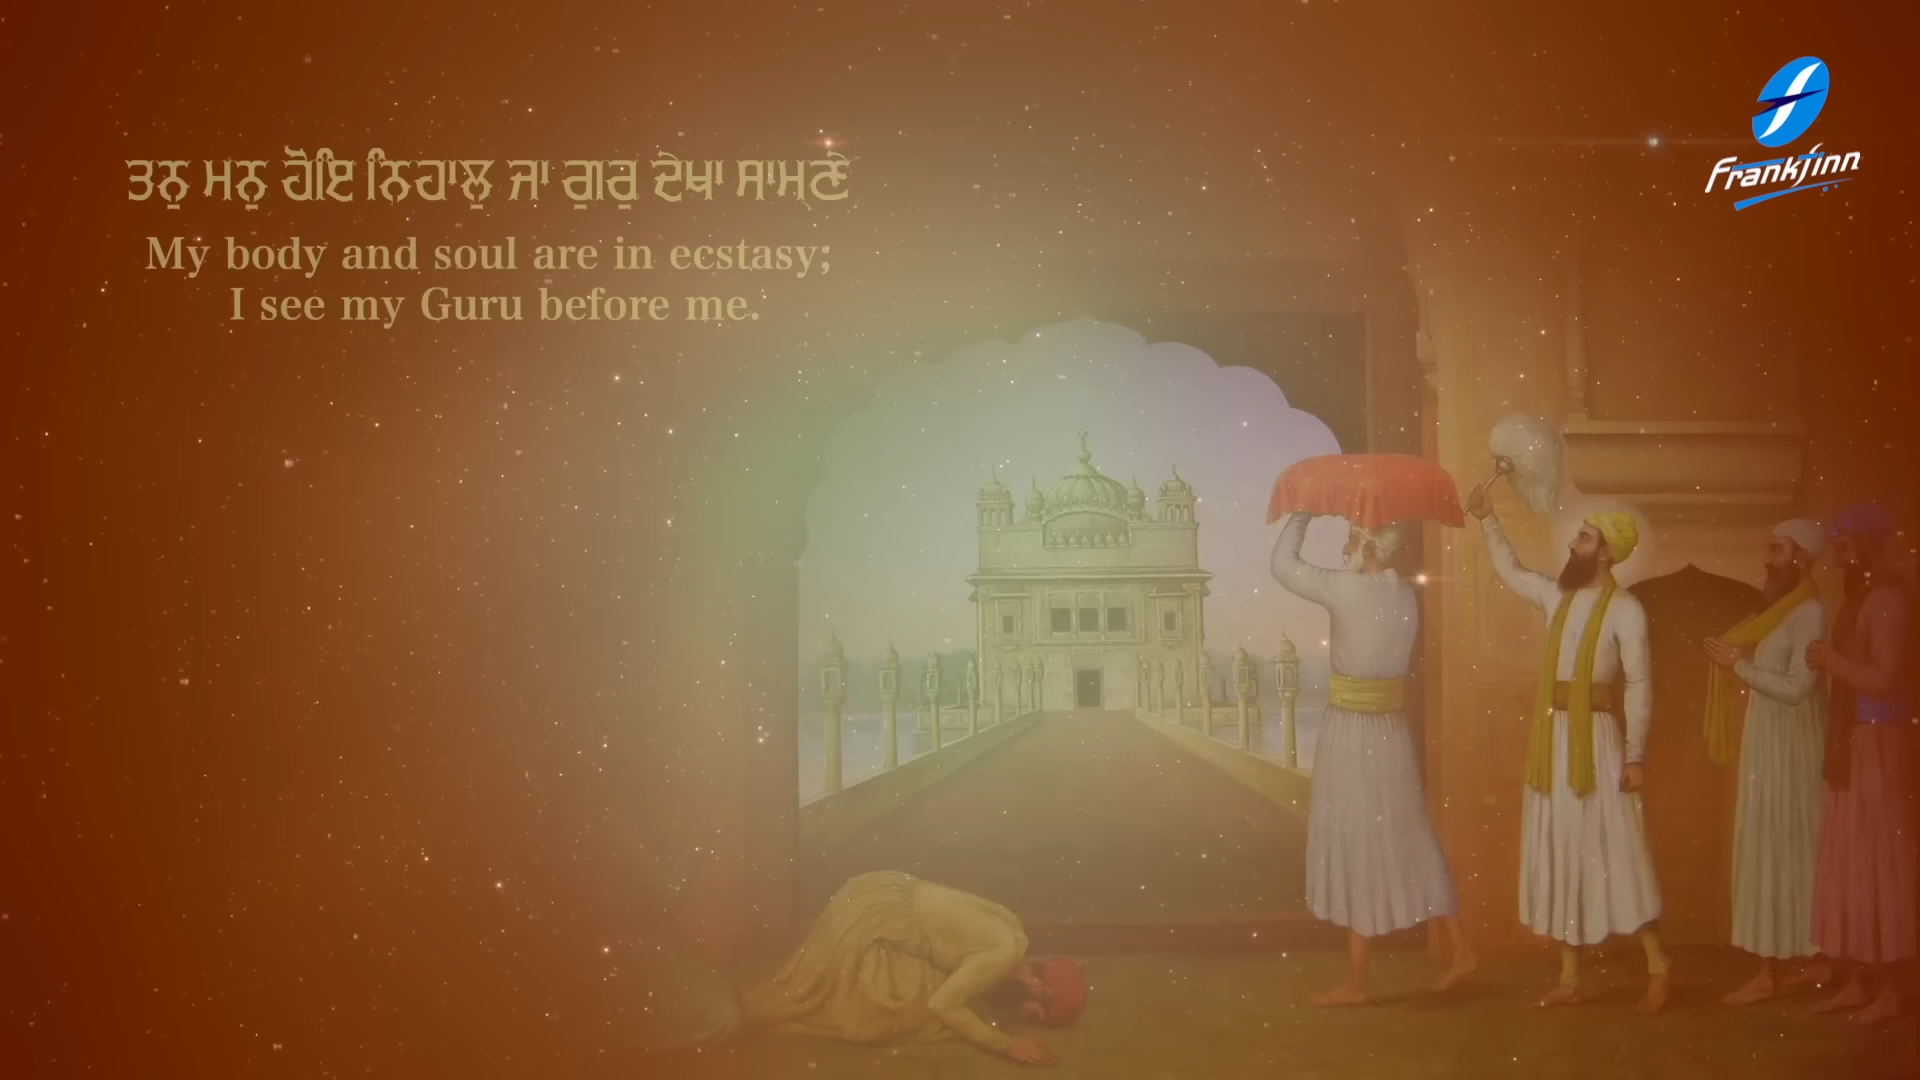 ਤਨੁ ਮਨੁ ਹੋਇ ਨਿਹਾਲੁ ਜਾ ਗੁਰੁ ਦੇਖਾ ਸਾਮ੍ਹਣੇ
My body and soul are in ecstasy;
I see my Guru before me.
Frankfinn